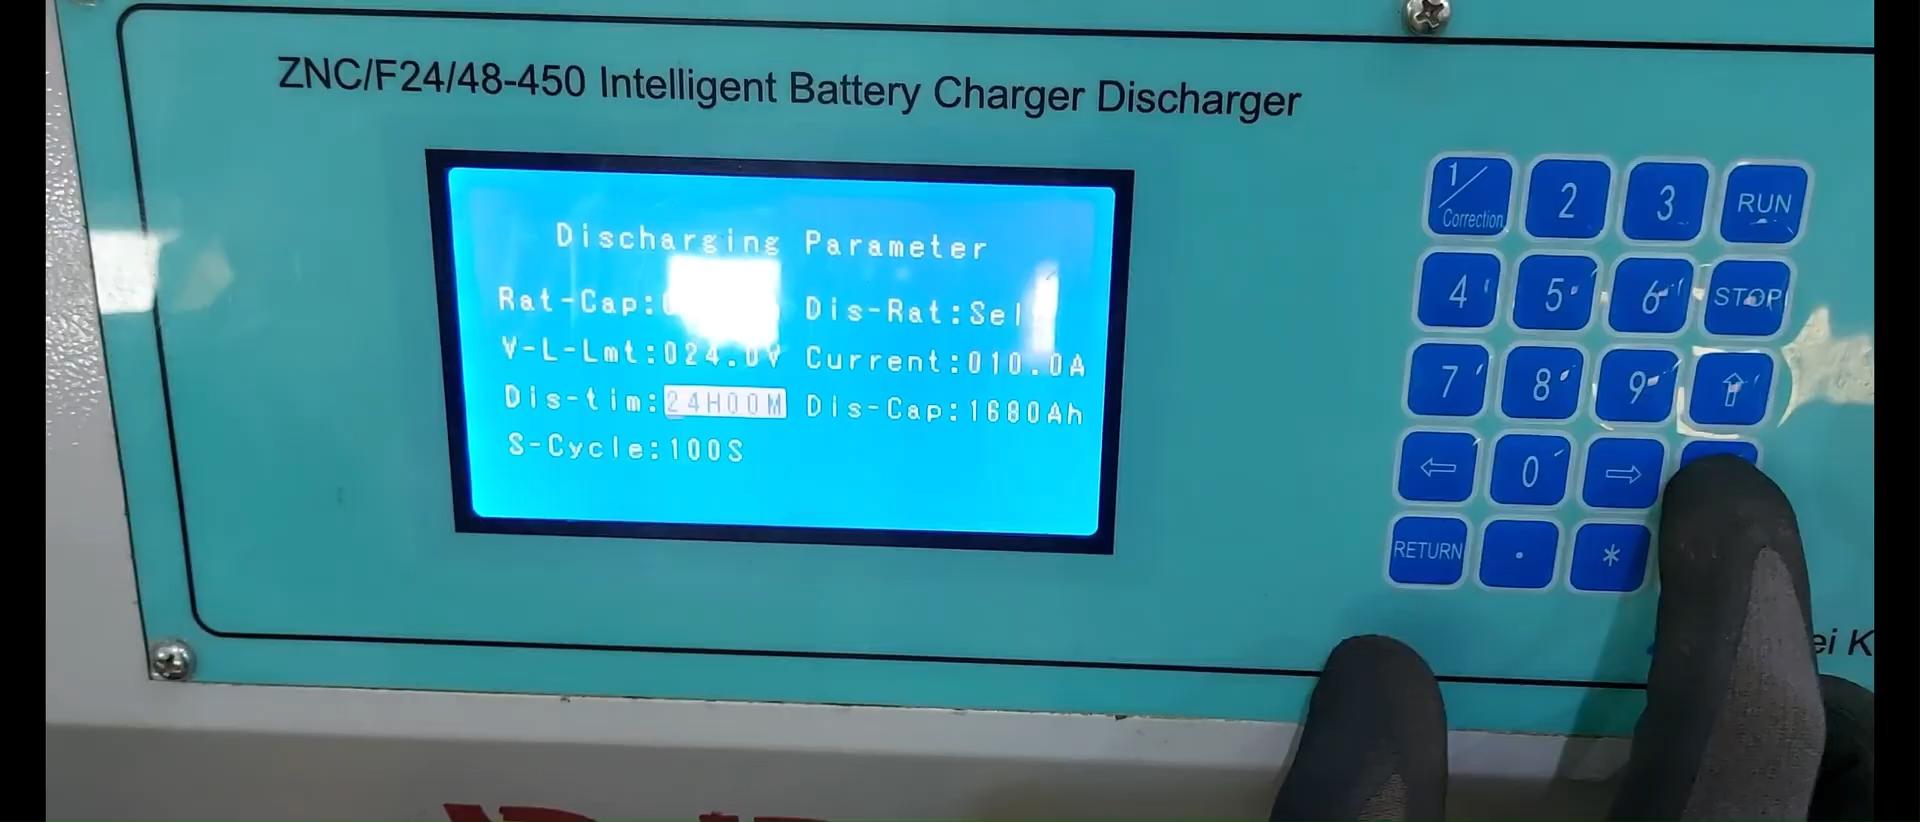 ZNC/F24/48-450 Intelligent Battery Charger Discharger
Discharging Parameter
Rat-Cap: Dis-Rat:Sel
V-L-Lmt:024.0V Current:010.0A
Dis-tim:24H00M Dis-Cap:1680Ah
S-Cycle:100S
1/Correction 2 3 RUN
4 5 6 STOP
7 8 9 ⇧
⇦ 0 ⇨
RETURN . *
ei K